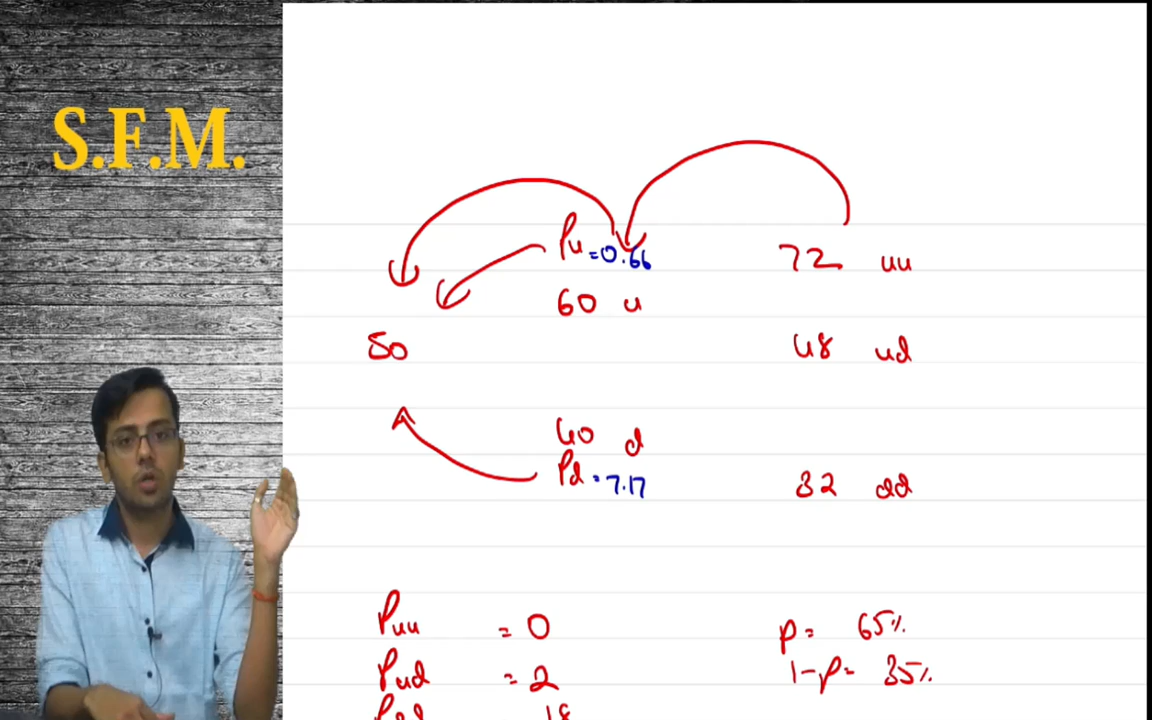 S.F.M.
Pu = 0.66
72 uu
60 u
50
48 ud
40 d
Pd = 7.17
32 dd
Puu = 0
p = 65%
Pud = 2
1-p = 35%
18